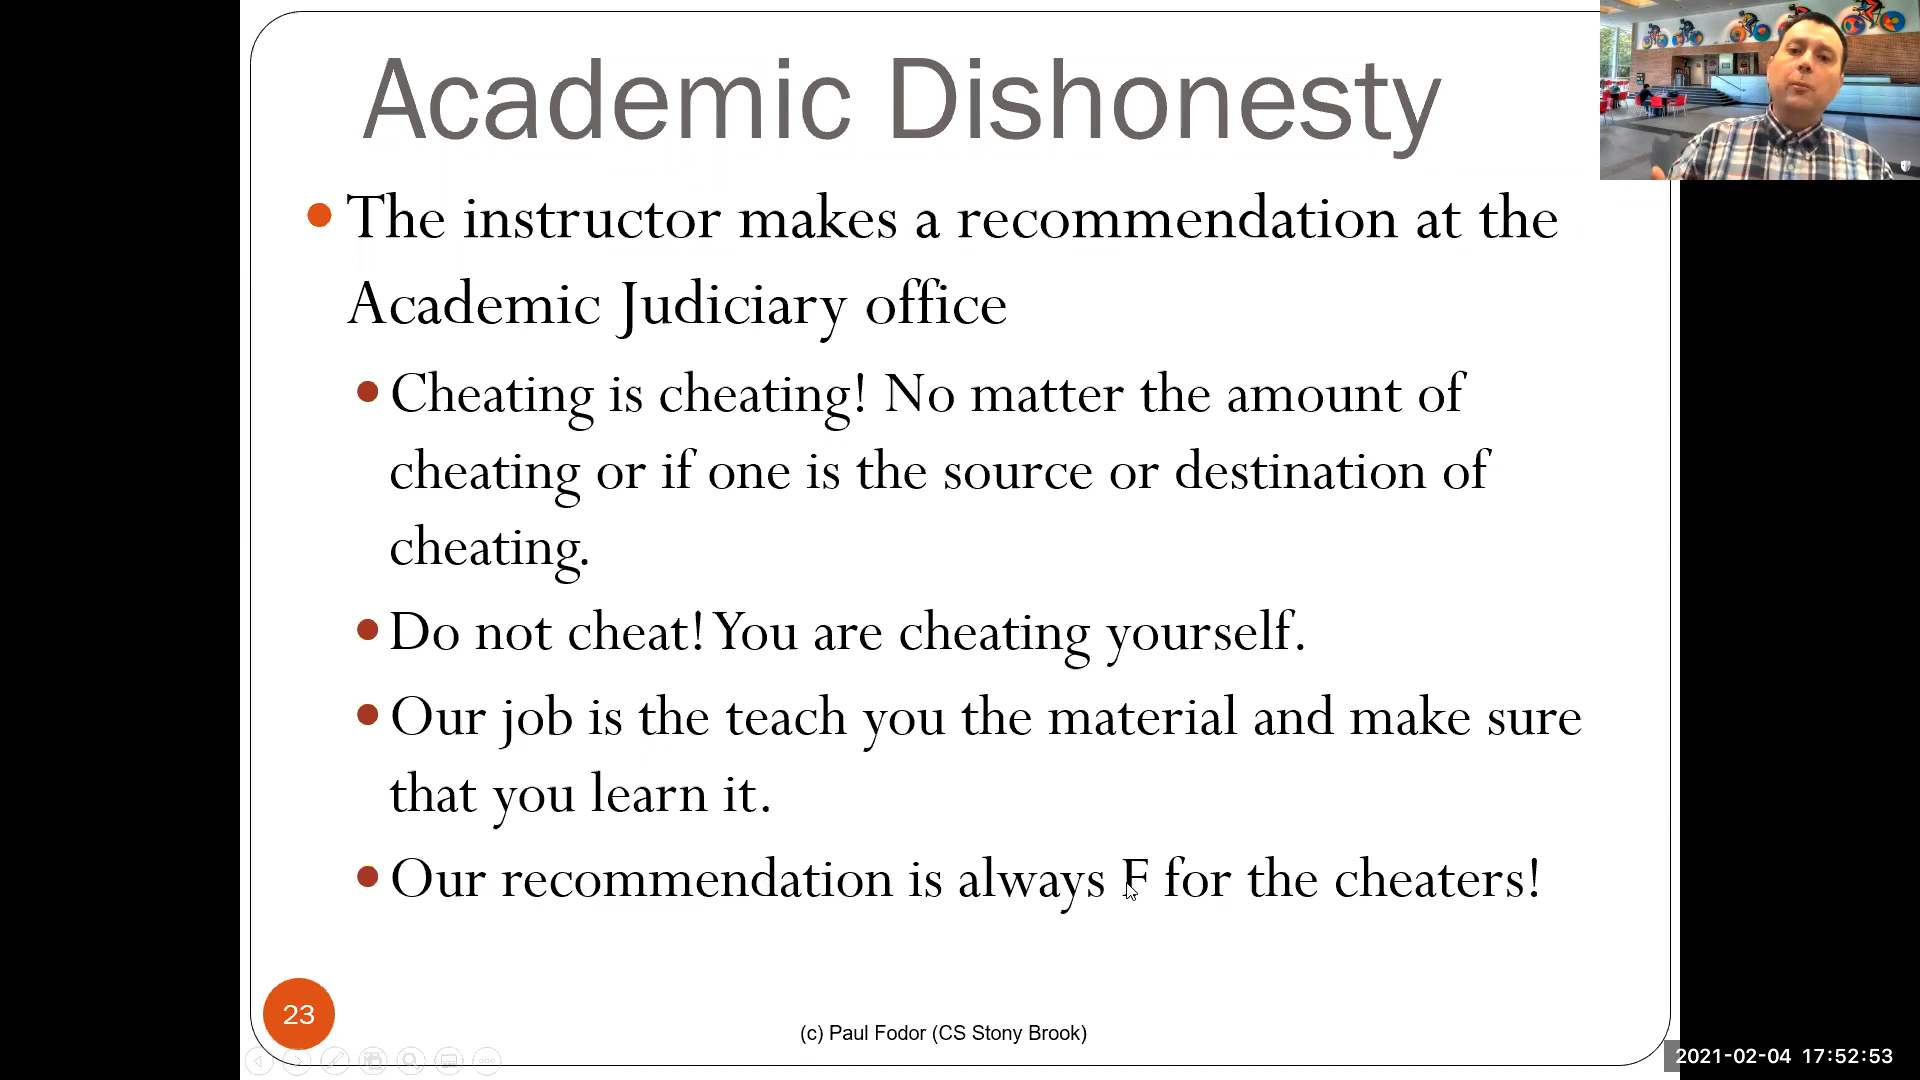 Academic Dishonesty
The instructor makes a recommendation at the
Academic Judiciary office
Cheating is cheating! No matter the amount of
cheating or if one is the source or destination of
cheating.
Do not cheat! You are cheating yourself.
Our job is the teach you the material and make sure
that you learn it.
Our recommendation is always F for the cheaters!
23
(c) Paul Fodor (CS Stony Brook)
2021-02-04 17:52:53